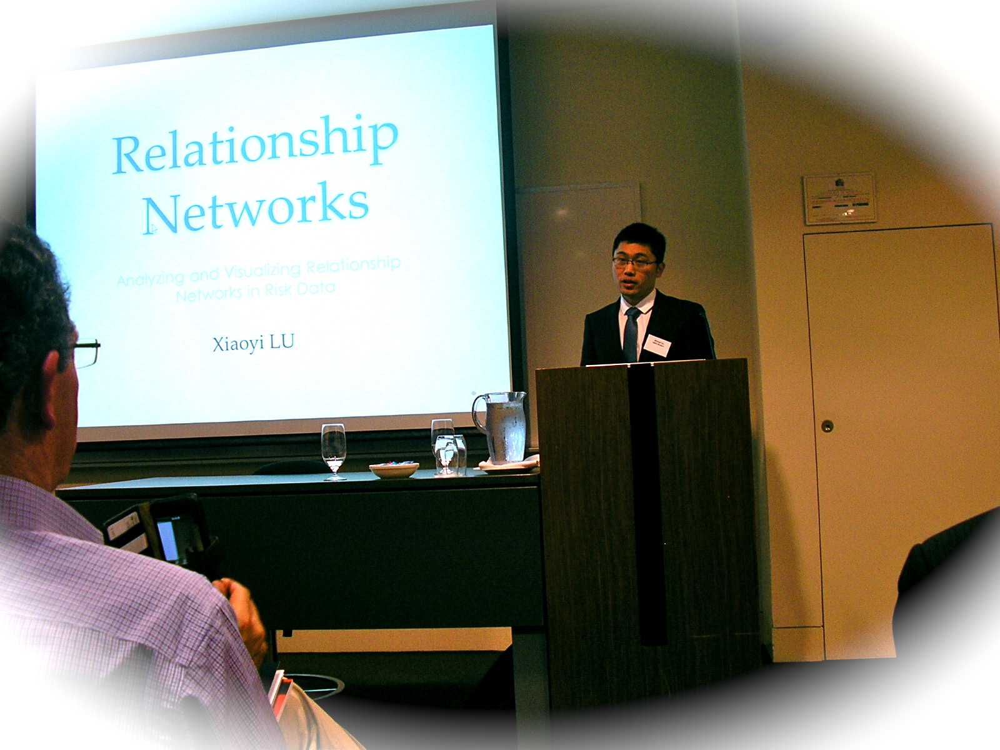 Relationship
Networks
Analyzing and Visualizing Relationship
Networks in Risk Data
Xiaoyi LU